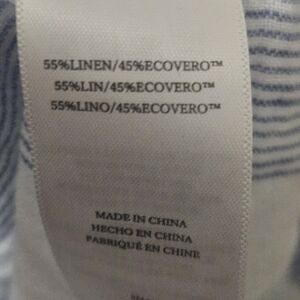 55%LINEN/45%ECOVERO™
55%LIN/45%ECOVERO™
55%LINO/45%ECOVERO™
MADE IN CHINA
HECHO EN CHINA
FABRIQUÉ EN CHINE